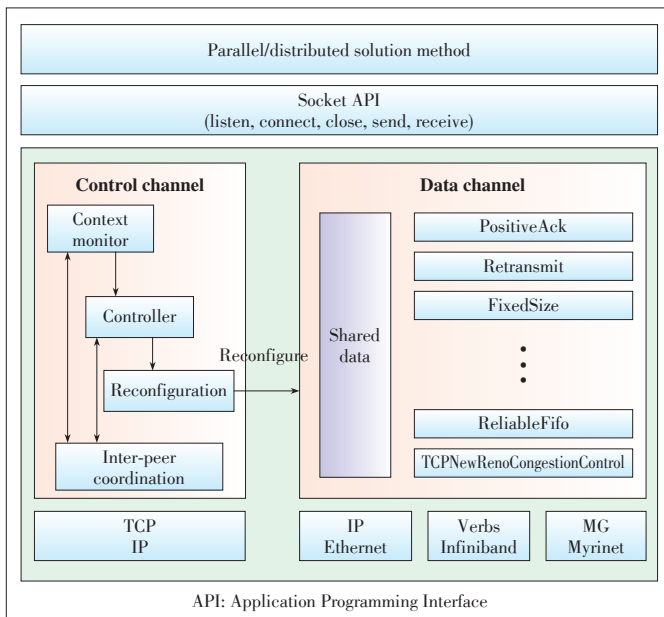 Parallel/distributed solution method
Socket API
(listen, connect, close, send, receive)
Control channel
Context
monitor
Controller
Reconfiguration
Inter-peer
coordination
Reconfigure
Data channel
Shared
data
PositiveAck
Retransmit
FixedSize
ReliableFifo
TCPNewRenoCongestionControl
TCP
IP
IP
Ethernet
Verbs
Infiniband
MG
Myrinet
API: Application Programming Interface